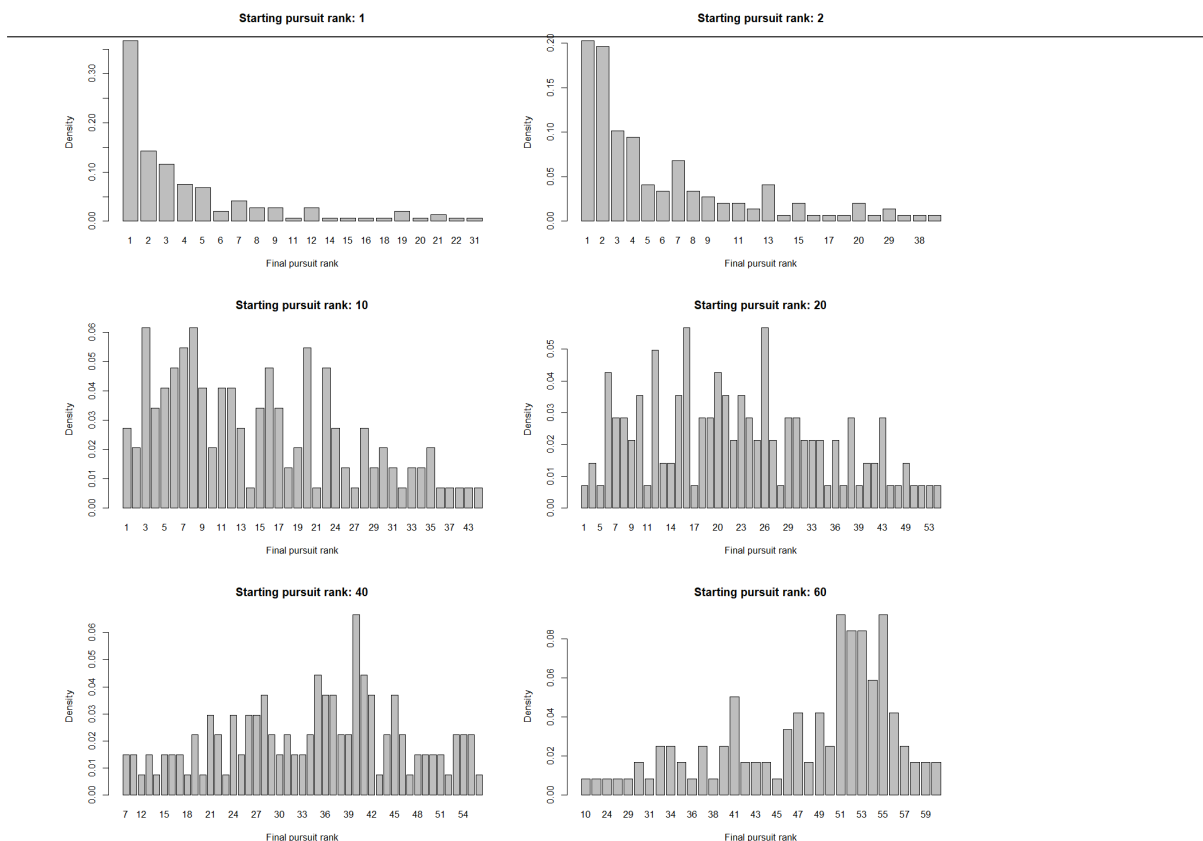 Starting pursuit rank: 1
0.30
0.20
0.10
0.00
Density
1 2 3 4 5 6 7 8 9 11 12 14 15 16 18 19 20 21 22 31
Final pursuit rank
Starting pursuit rank: 2
0.20
0.15
0.10
0.05
0.00
Density
1 2 3 4 5 6 7 8 9 11 13 15 17 20 29 38
Final pursuit rank
Starting pursuit rank: 10
0.06
0.05
0.04
0.03
0.02
0.01
0.00
Density
1 3 5 7 9 11 13 15 17 19 21 24 27 29 31 33 35 37 43
Final pursuit rank
Starting pursuit rank: 20
0.05
0.04
0.03
0.02
0.01
0.00
Density
1 5 7 9 11 14 17 20 23 26 29 33 36 39 43 49 53
Final pursuit rank
Starting pursuit rank: 40
0.06
0.05
0.04
0.03
0.02
0.01
0.00
Density
7 12 15 18 21 24 27 30 33 36 39 42 45 48 51 54
Final pursuit rank
Starting pursuit rank: 60
0.08
0.06
0.04
0.02
0.00
Density
10 24 29 31 34 36 38 41 43 45 47 49 51 53 55 57 59
Final pursuit rank